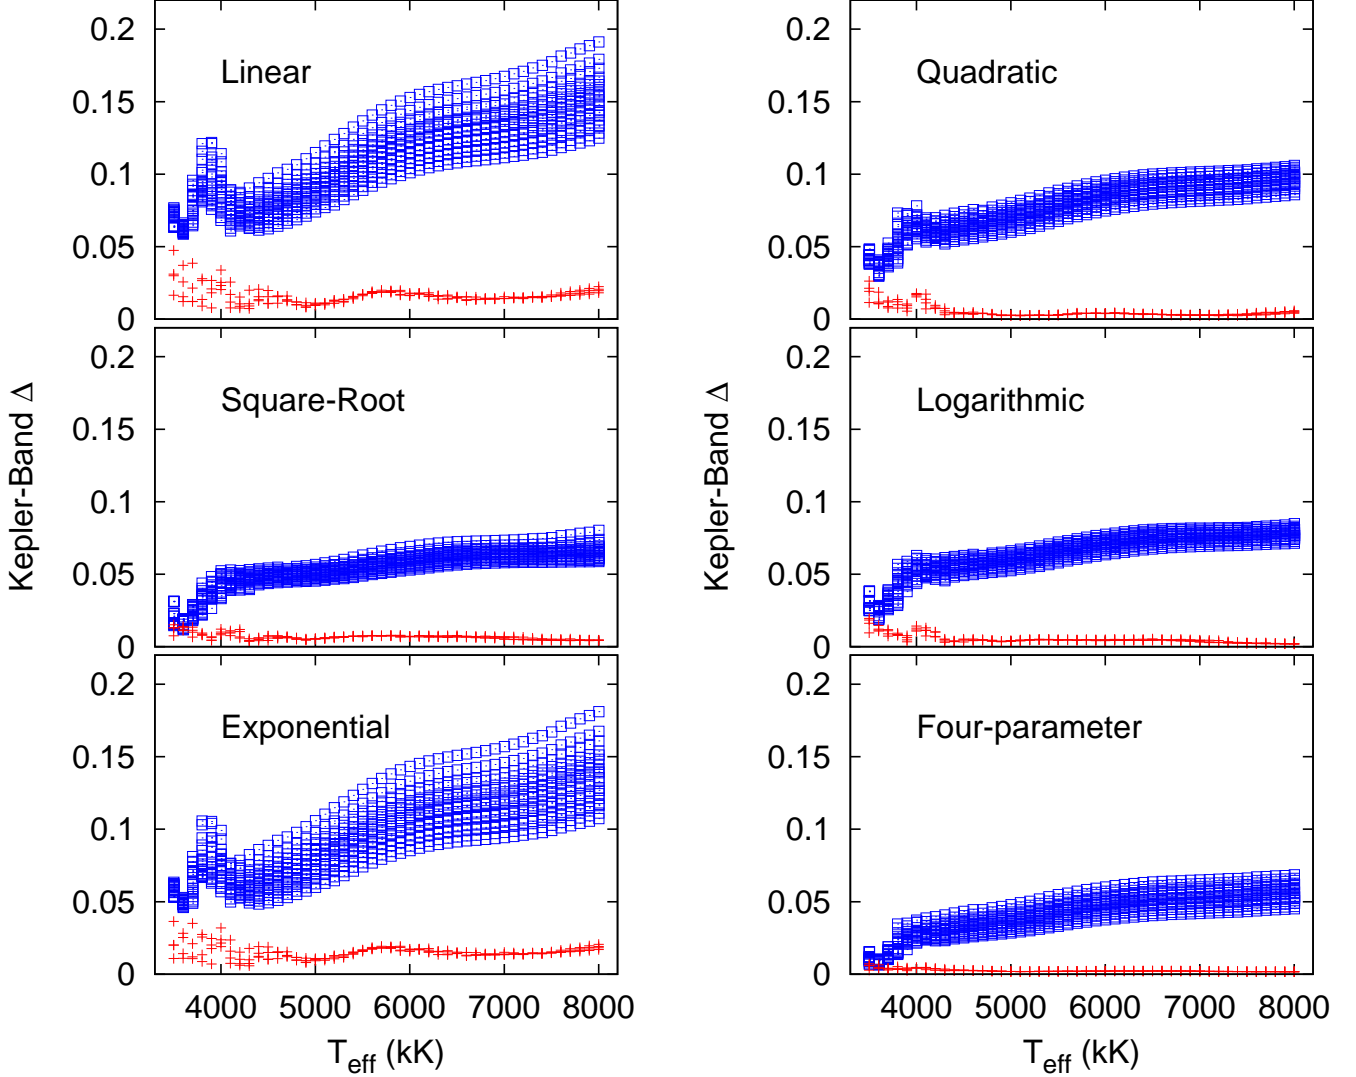 0.2
0.15
0.1
0.05
0
Linear
0.2
0.15
0.1
0.05
0
Quadratic
Kepler-Band Δ
0.2
0.15
0.1
0.05
0
Square-Root
Kepler-Band Δ
0.2
0.15
0.1
0.05
0
Logarithmic
0.2
0.15
0.1
0.05
0
Exponential
4000 5000 6000 7000 8000
T_eff (kK)
0.2
0.15
0.1
0.05
0
Four-parameter
4000 5000 6000 7000 8000
T_eff (kK)